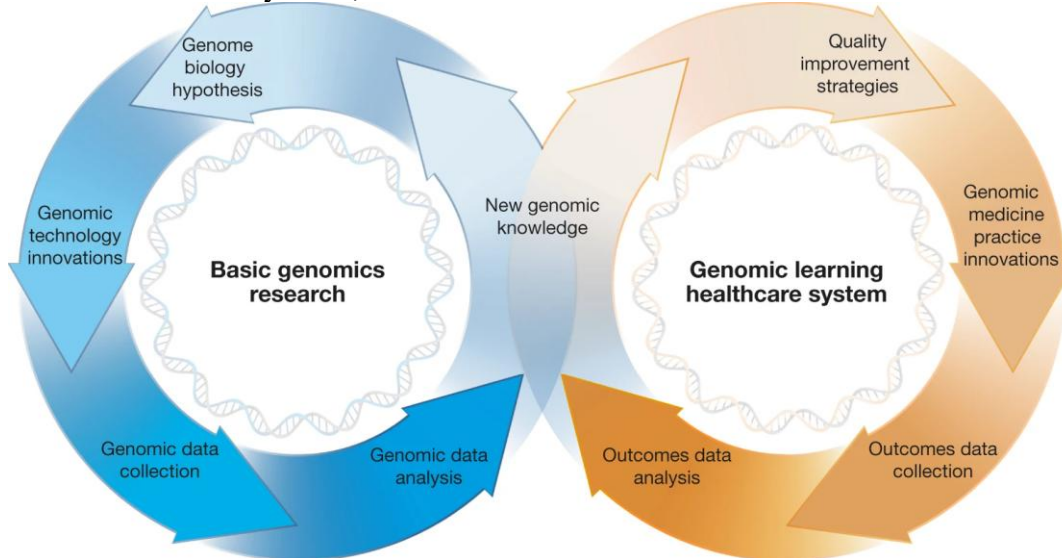 Genome
biology
hypothesis
Genomic
technology
innovations
Genomic data
collection
Genomic data
analysis
Basic genomics
research
New genomic
knowledge
Quality
improvement
strategies
Genomic
medicine
practice
innovations
Outcomes data
collection
Outcomes data
analysis
Genomic learning
healthcare system